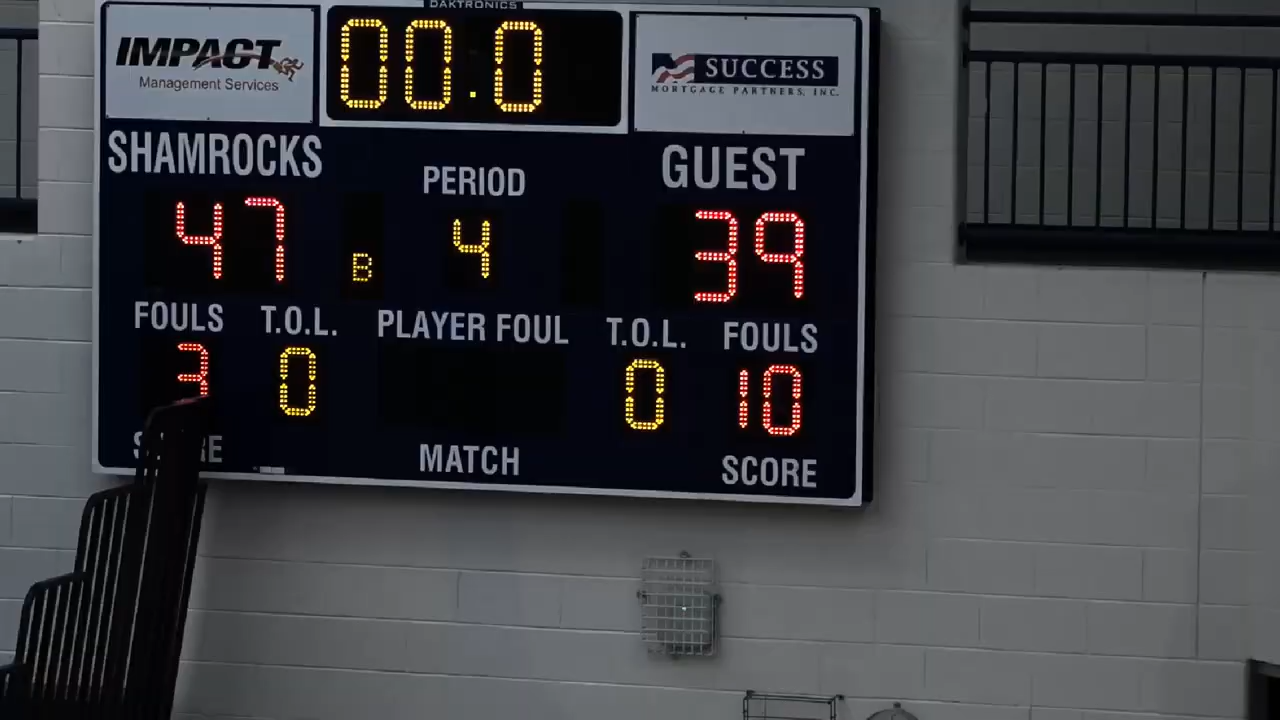 DAKTRONICS
IMPACT
Management Services
00.0
SUCCESS
MORTGAGE PARTNERS, INC.
SHAMROCKS
PERIOD
GUEST
47
B
4
39
FOULS
T.O.L.
PLAYER FOUL
T.O.L.
FOULS
3
0
0
10
MATCH
SCORE